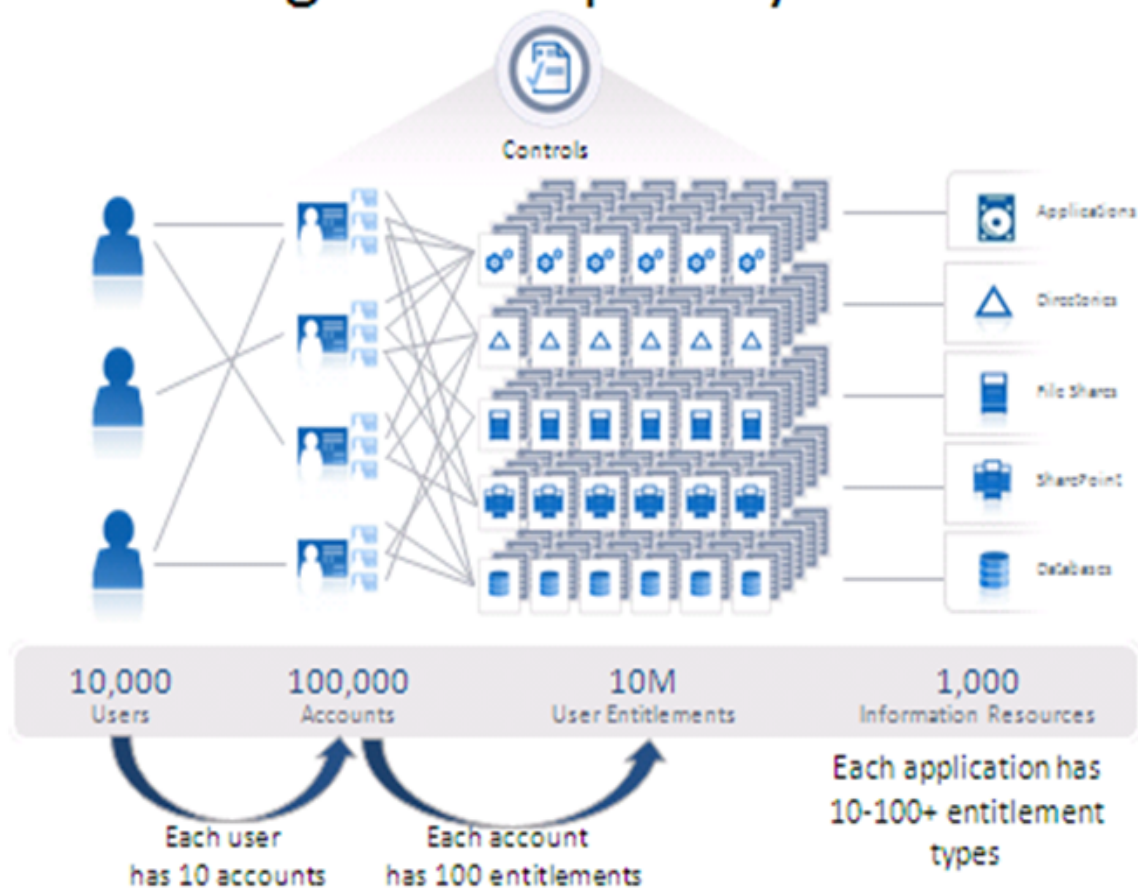 Controls
Applications
Directories
File Shares
SharePoint
Databases
10,000
Users
100,000
Accounts
10M
User Entitlements
1,000
Information Resources
Each user
has 10 accounts
Each account
has 100 entitlements
Each application has
10-100+ entitlement
types